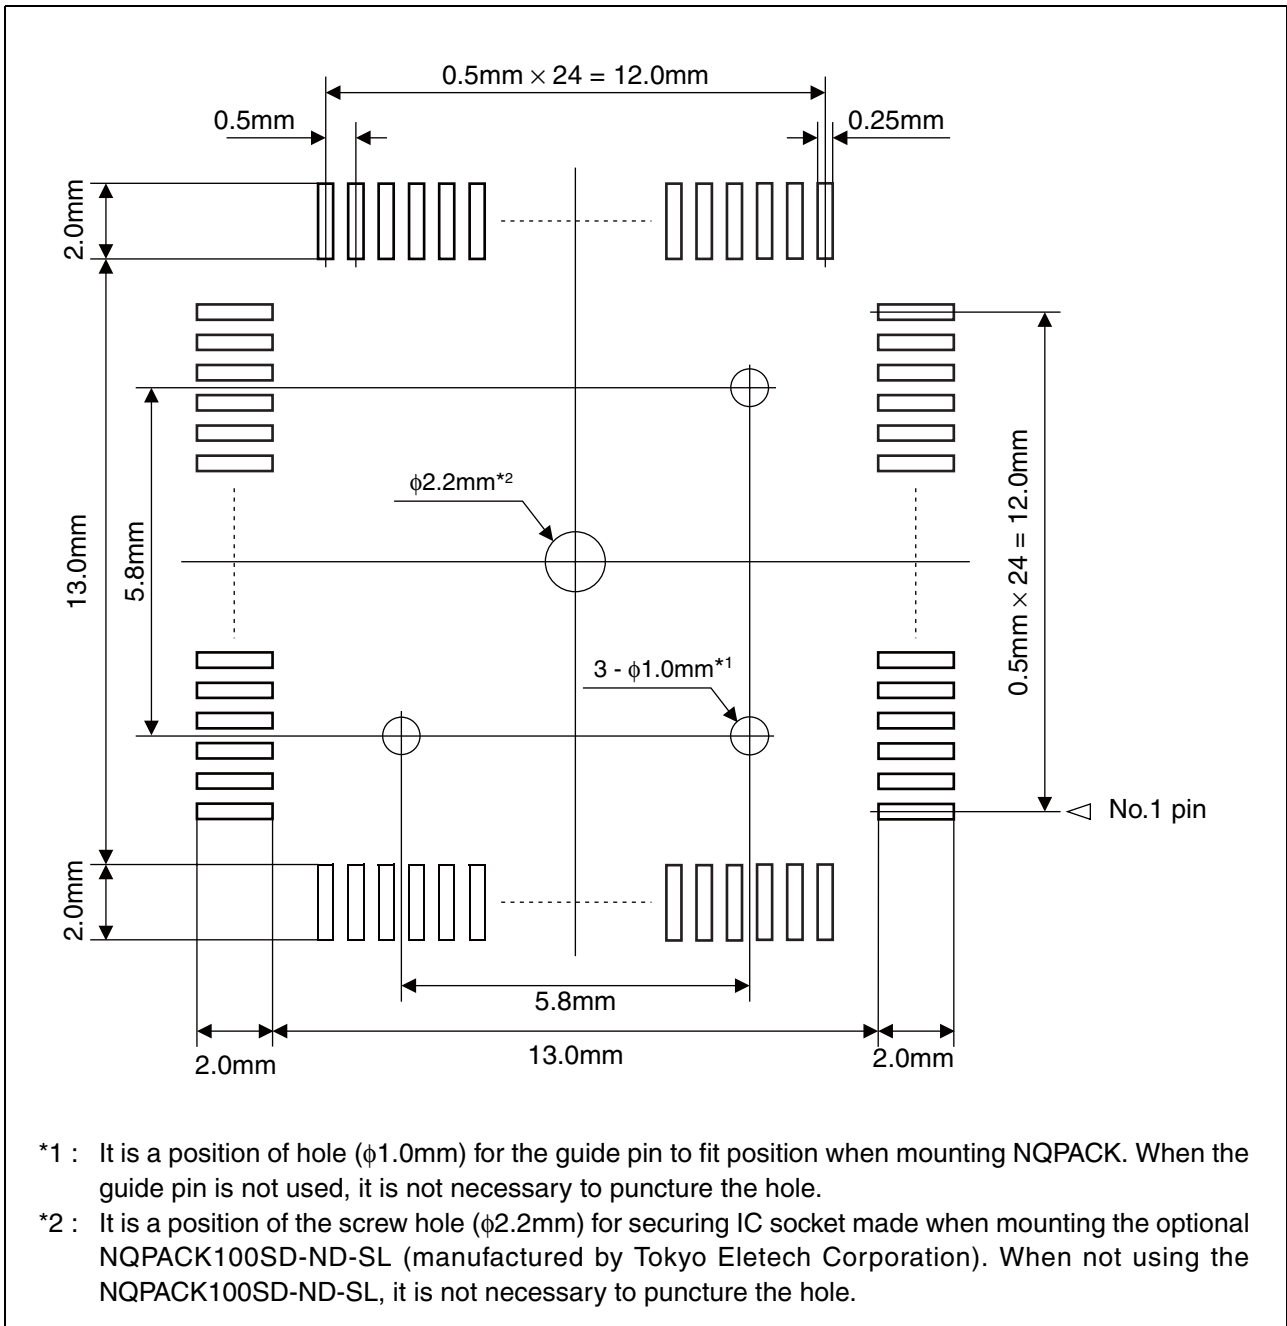 0.5mm × 24 = 12.0mm
0.5mm
0.25mm
2.0mm
13.0mm
5.8mm
ϕ2.2mm*2
0.5mm × 24 = 12.0mm
3 - ϕ1.0mm*1
No.1 pin
2.0mm
5.8mm
2.0mm
13.0mm
2.0mm
*1 : It is a position of hole (ϕ1.0mm) for the guide pin to fit position when mounting NQPACK. When the
guide pin is not used, it is not necessary to puncture the hole.
*2 : It is a position of the screw hole (ϕ2.2mm) for securing IC socket made when mounting the optional
NQPACK100SD-ND-SL (manufactured by Tokyo Eletech Corporation). When not using the
NQPACK100SD-ND-SL, it is not necessary to puncture the hole.